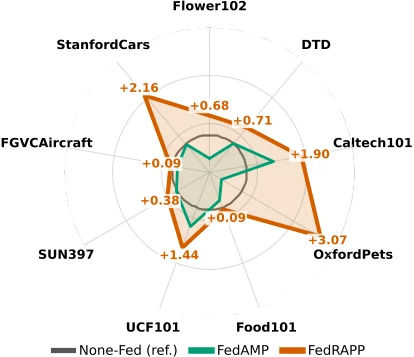 Flower102
StanfordCars
DTD
+2.16
+0.68
+0.71
FGVCAircraft
Caltech101
+0.09
+1.90
+0.38
+0.09
SUN397
+1.44
+3.07
OxfordPets
UCF101
Food101
None-Fed (ref.)
FedAMP
FedRAPP